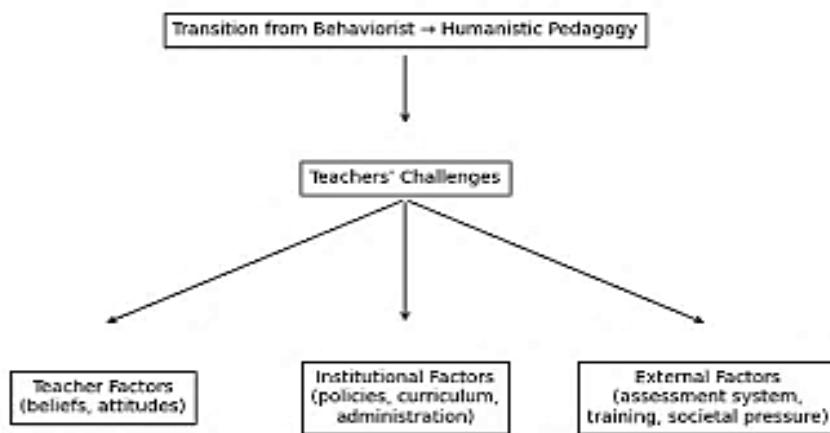 Transition from Behaviorist → Humanistic Pedagogy
Teachers' Challenges
Teacher Factors
(beliefs, attitudes)
Institutional Factors
(policies, curriculum,
administration)
External Factors
(assessment system,
training, societal pressure)